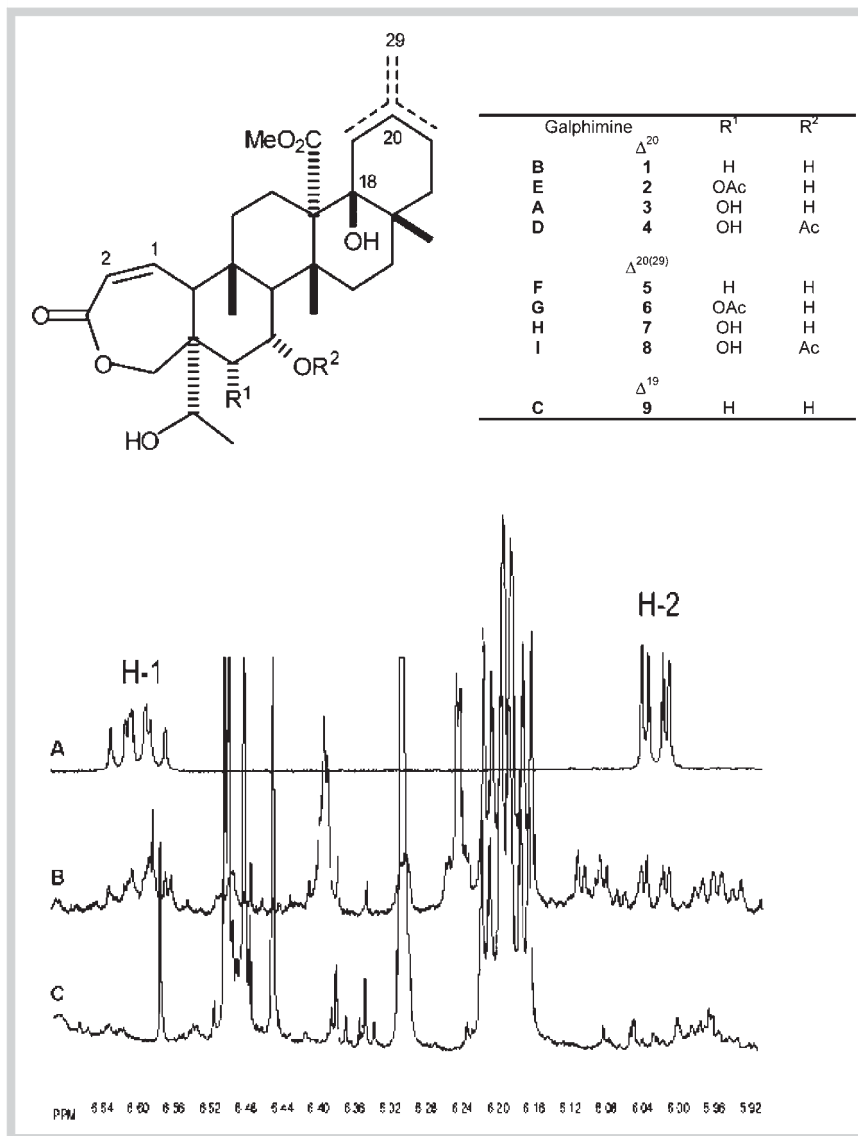 29
20
MeO₂C
18
OH
1
2
O
O
R¹
OR²
HO
Galphimine R¹ R²
Δ²⁰
B 1 H H
E 2 OAc H
A 3 OH H
D 4 OH Ac
Δ²⁰⁽²⁹⁾
F 5 H H
G 6 OAc H
H 7 OH H
I 8 OH Ac
Δ¹⁹
C 9 H H
H-1
H-2
A
B
C
PPM 6.60 6.56 6.52 6.48 6.44 6.40 6.36 6.32 6.28 6.24 6.20 6.16 6.12 6.08 6.04 6.00 5.96 5.92